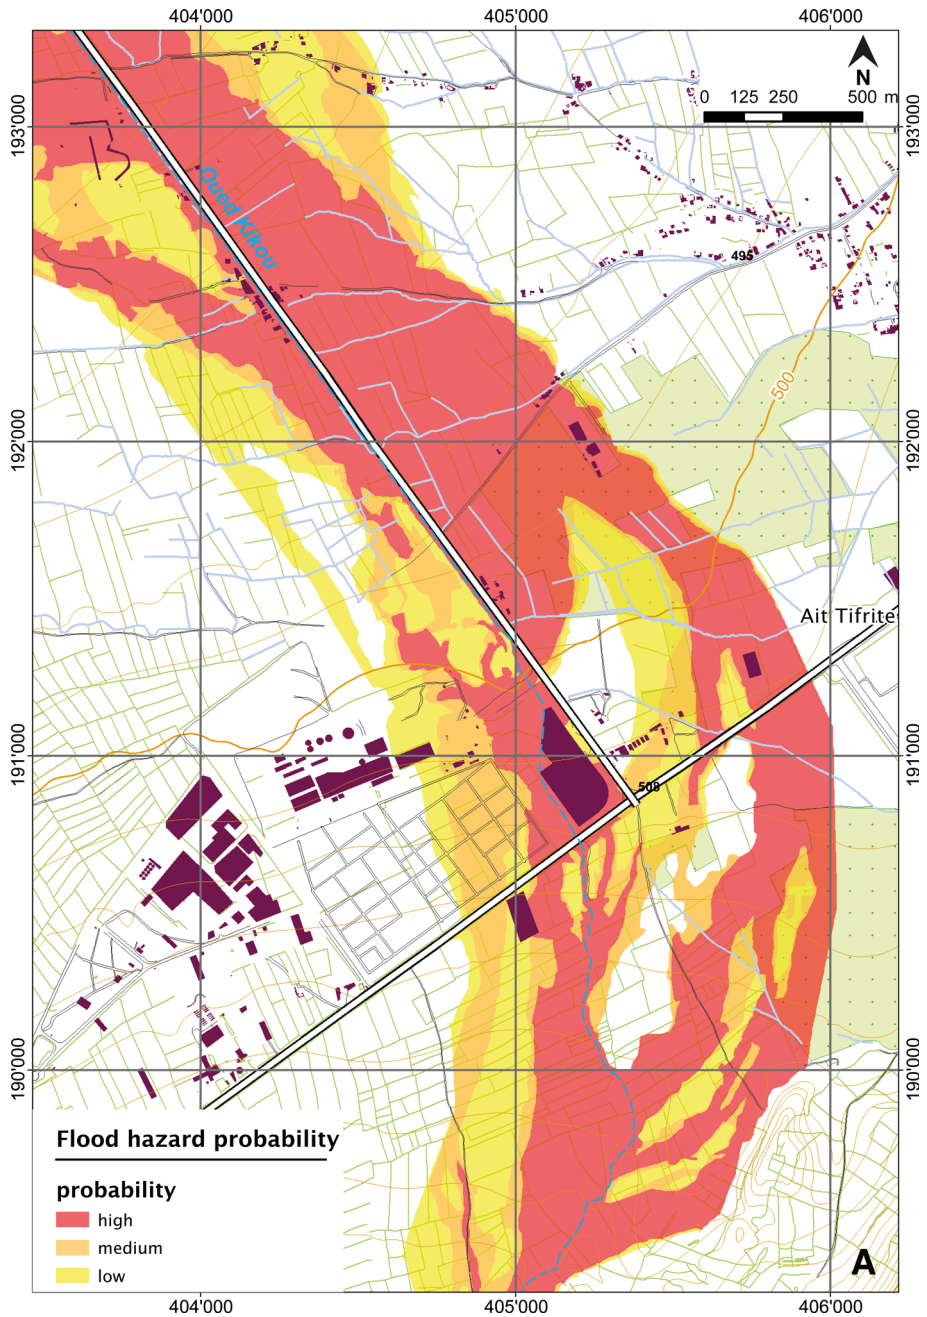 404'000 405'000 406'000
N
0 125 250 500 m
193'000 193'000
Oued Kikou
495
500
192'000 192'000
Ait Tifrite
191'000 191'000
508
190'000 190'000
Flood hazard probability
probability
high
medium
low
A
404'000 405'000 406'000